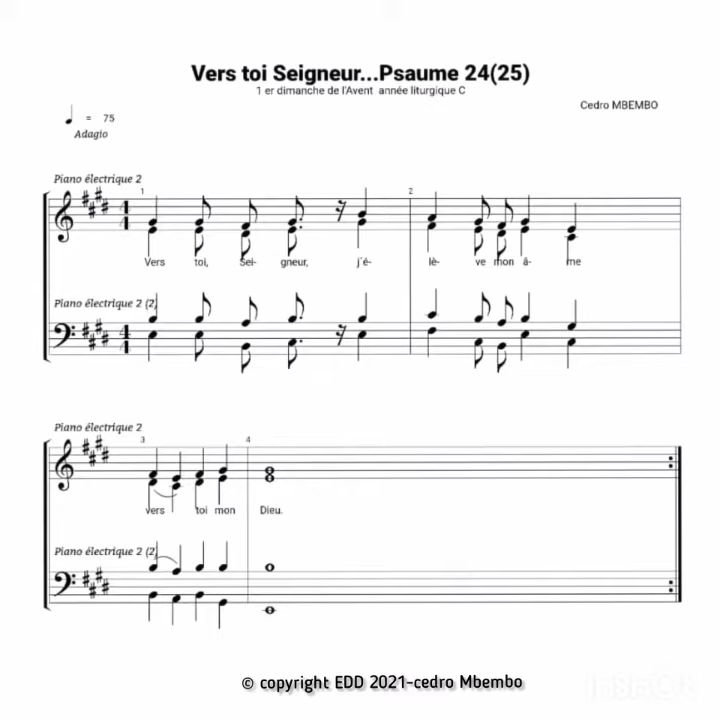 Vers toi Seigneur...Psaume 24(25)
1 er dimanche de l'Avent année liturgique C
Cedro MBEMBO
= 75
Adagio
Piano électrique 2
1
2
Vers toi, Sei- gneur, j'é- lè- ve mon â- me
Piano électrique 2 (2)
Piano électrique 2
3
4
vers toi mon Dieu.
Piano électrique 2 (2)
© copyright EDD 2021-cedro Mbembo